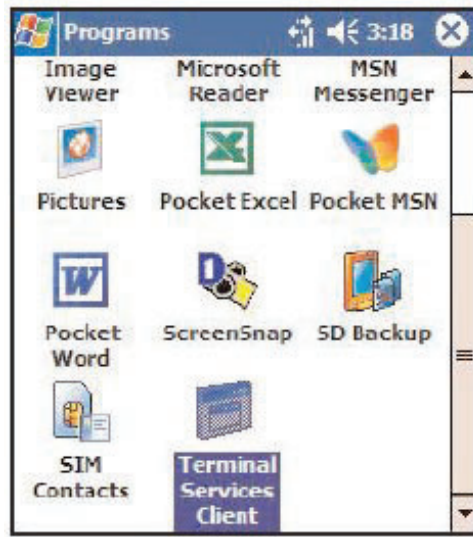 Programs 3:18
Image Microsoft MSN
Viewer Reader Messenger
Pictures Pocket Excel Pocket MSN
Pocket ScreenSnap SD Backup
Word
SIM Terminal
Contacts Services
Client